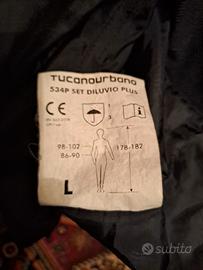 Tucanourbano
534P SET DILUVIO PLUS
CE
3
98-102
86-90
178-182
L
subito